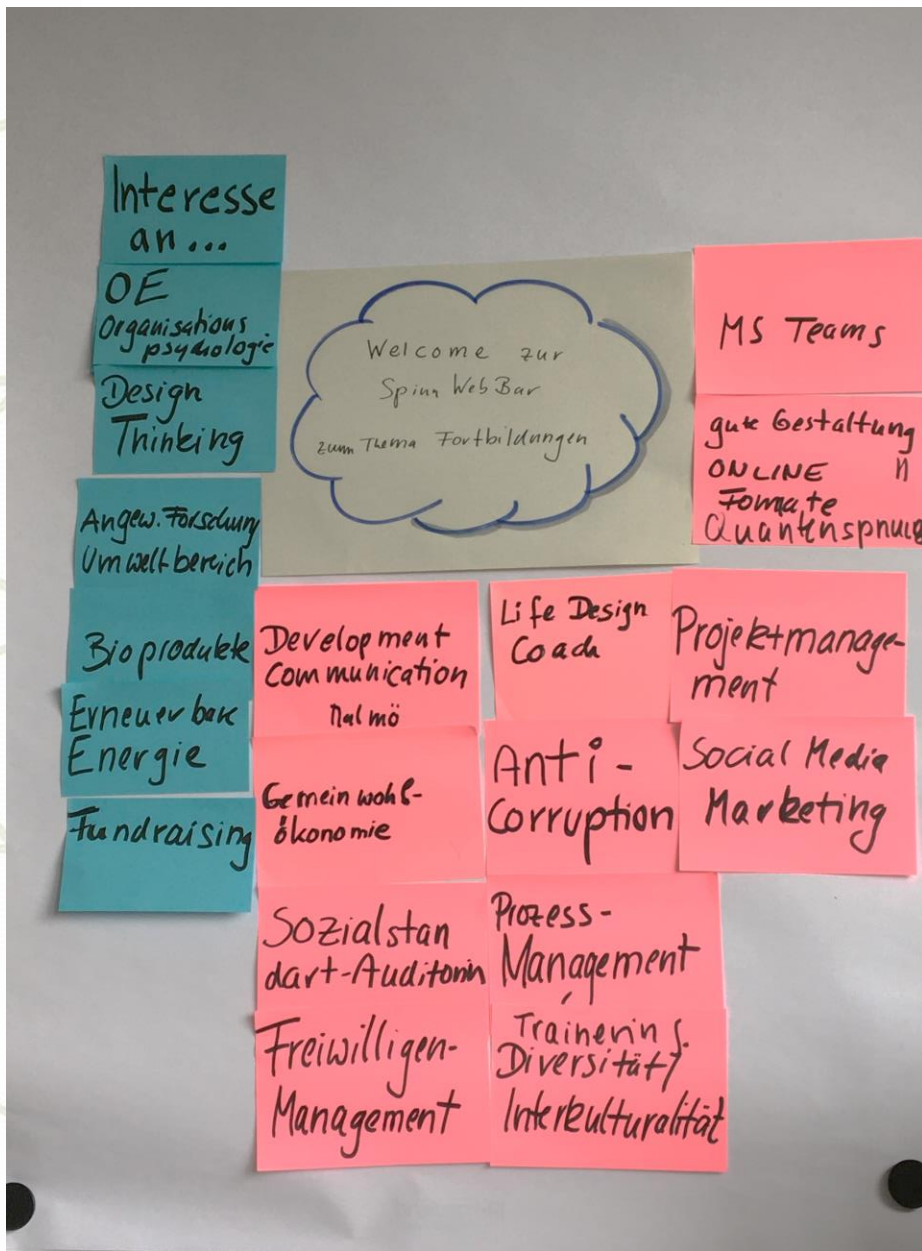 Interesse
an...
OE
Organisations
psychologie
Design
Thinking
Angew. Forschung
Umweltbereich
Bioprodukte
Erneuerbare
Energie
Fundraising
Welcome zur
Spinn WebBar
zum Thema Fortbildungen
MS Teams
gute Gestaltung
ONLINE
Formate
Quantensprung
Development
Communication
Malmö
Gemeinwohl-
ökonomie
Sozialstan
dart-Auditorin
Freiwilligen-
Management
Life Design
Coach
Anti-
Corruption
Prozess-
Management
Trainerin f.
Diversität/
Interkulturalität
Projektmanage-
ment
Social Media
Marketing